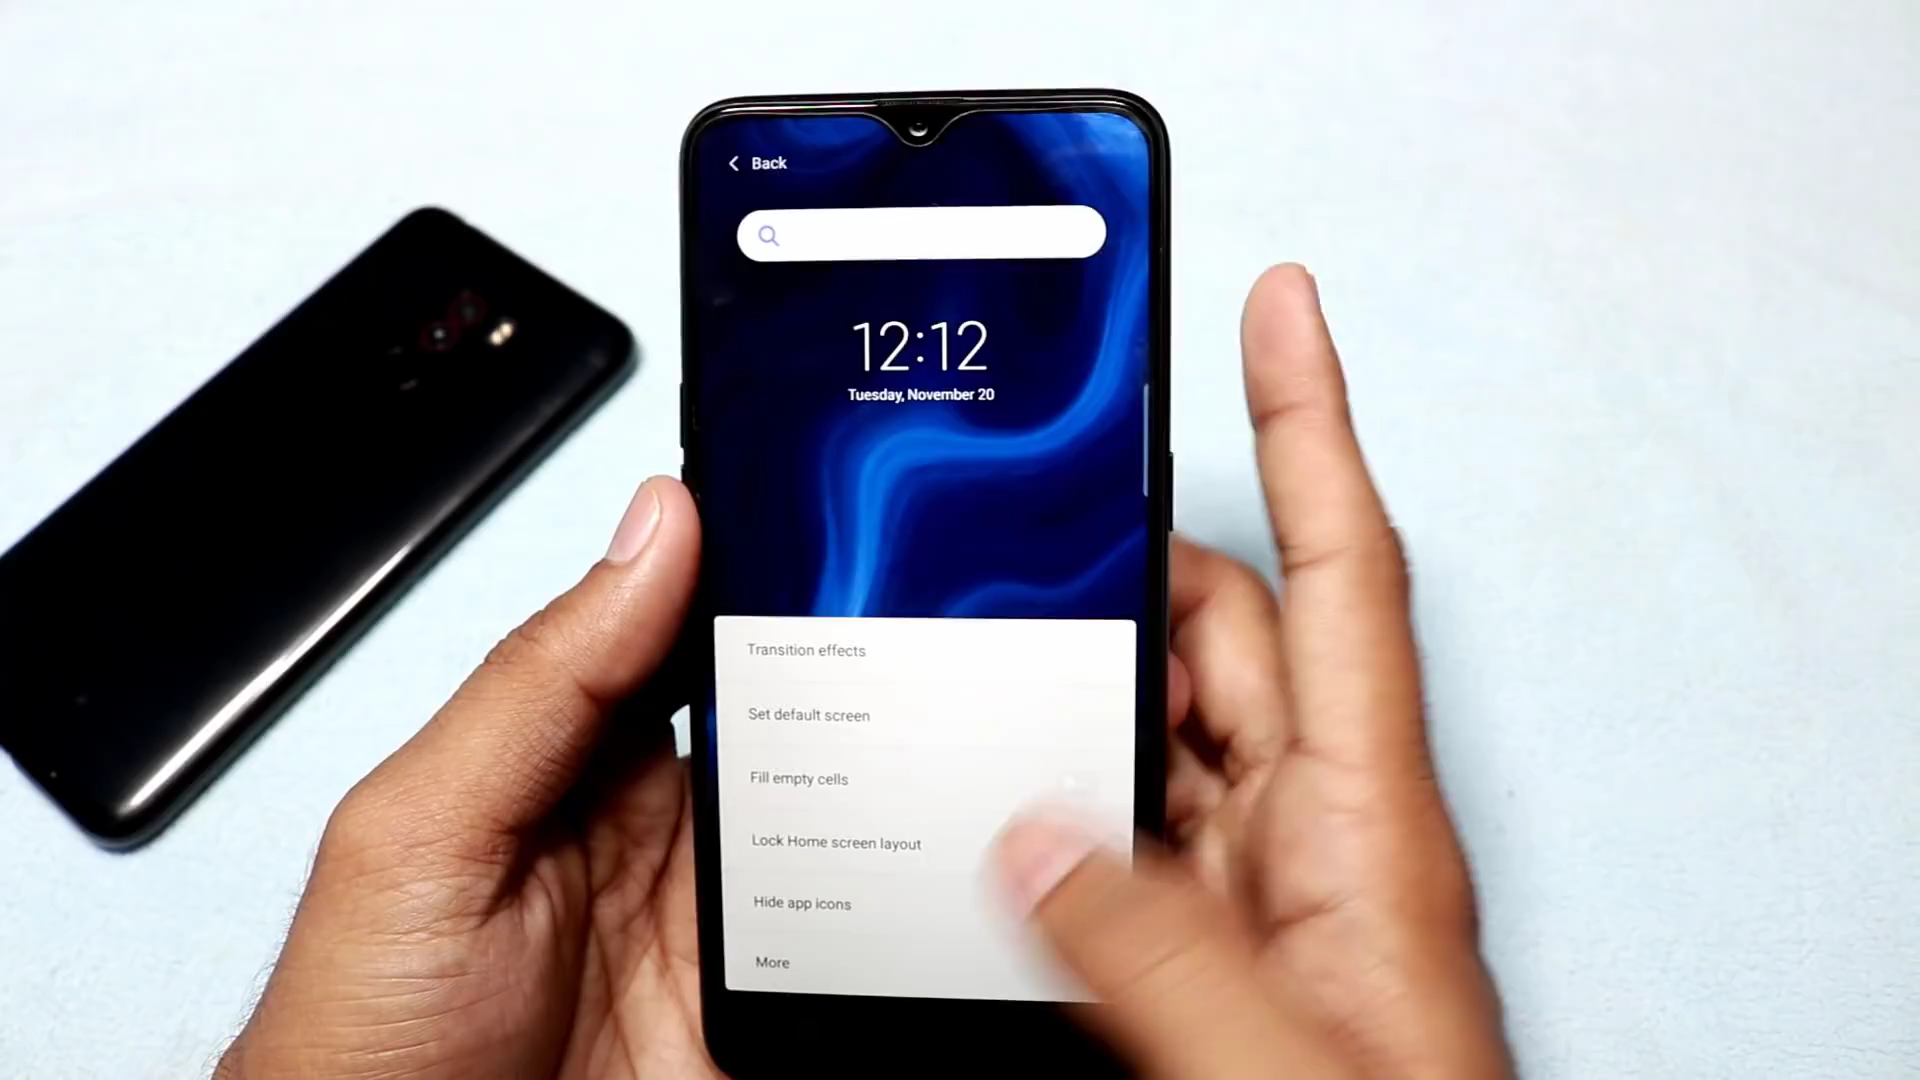 Back
12:12
Tuesday, November 20
Transition effects
Set default screen
Fill empty cells
Lock Home screen layout
Hide app icons
More